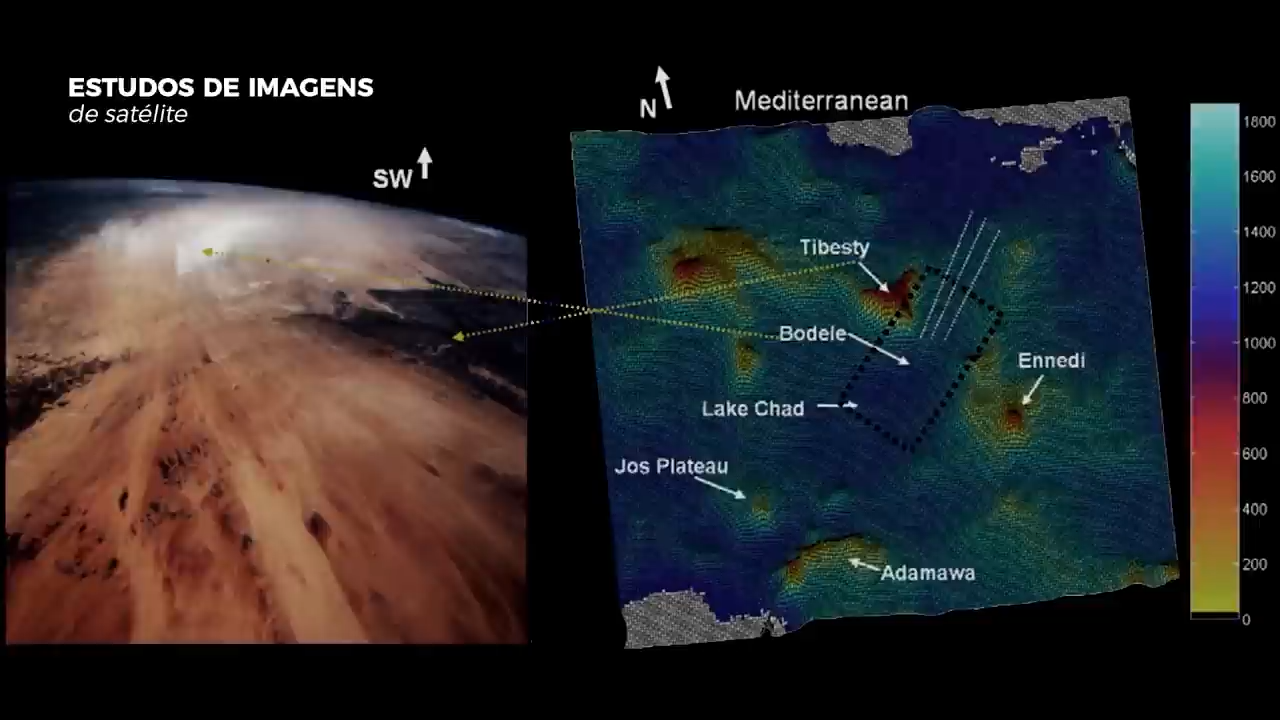 ESTUDOS DE IMAGENS
de satélite
SW
N
Mediterranean
Tibesty
Bodele
Ennedi
Lake Chad
Jos Plateau
Adamawa
1800
1600
1400
1200
1000
800
600
400
200
0